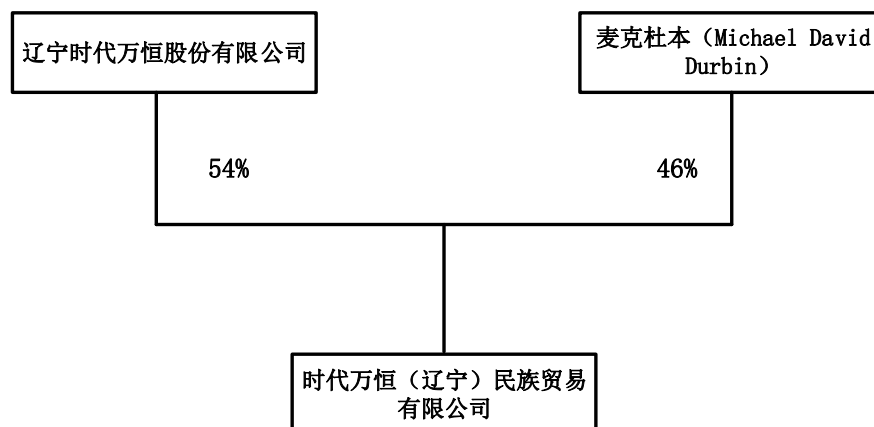 辽宁时代万恒股份有限公司
麦克杜本（Michael David
Durbin）
54%
46%
时代万恒（辽宁）民族贸易
有限公司